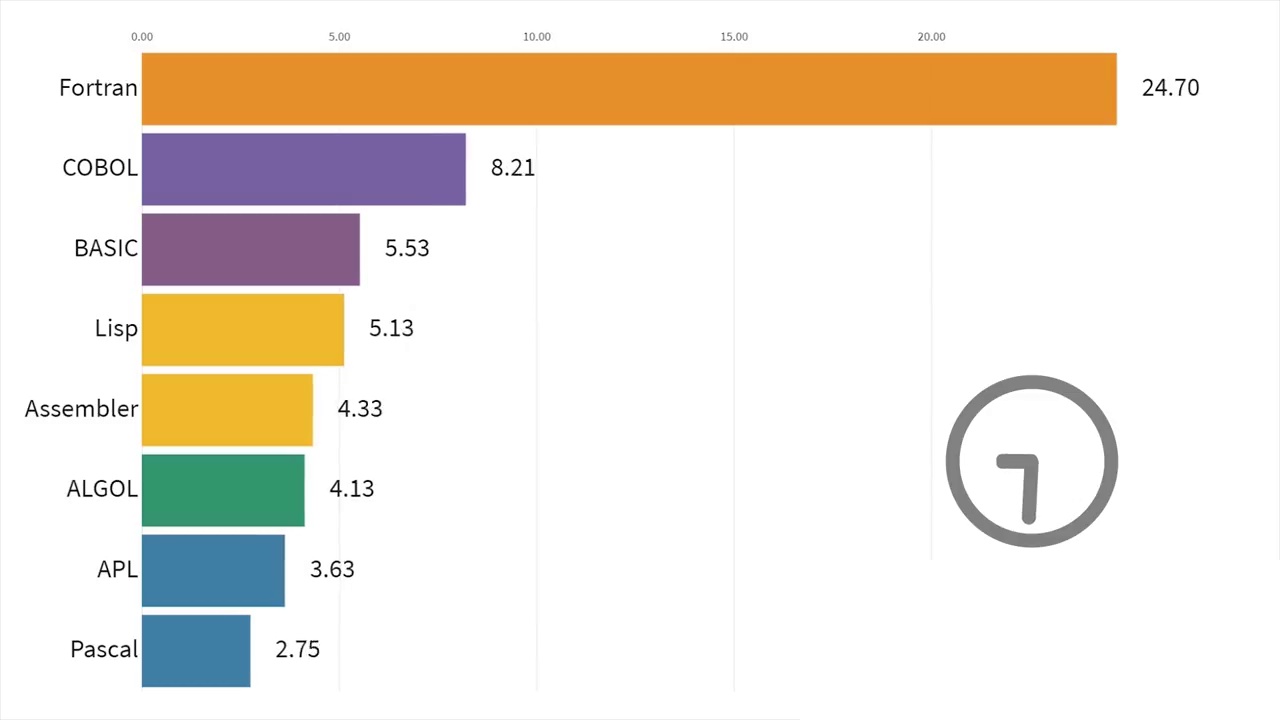 0.00 5.00 10.00 15.00 20.00
Fortran 24.70
COBOL 8.21
BASIC 5.53
Lisp 5.13
Assembler 4.33
ALGOL 4.13
APL 3.63
Pascal 2.75